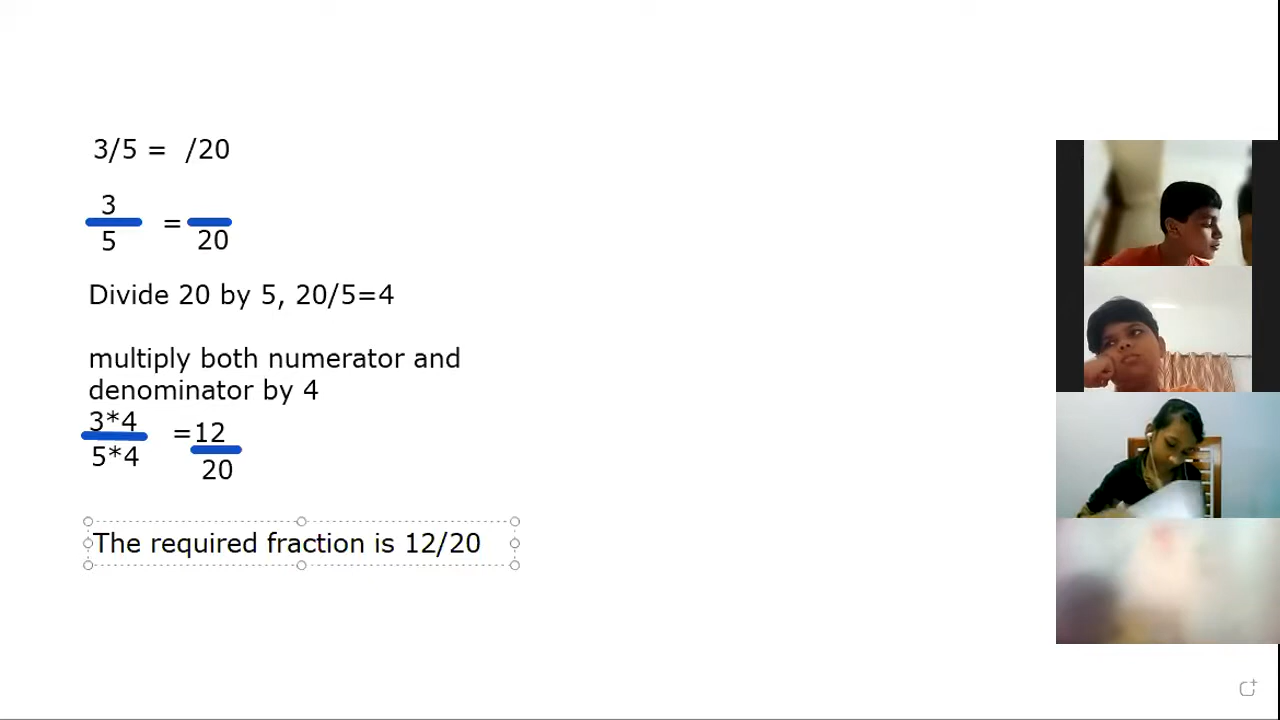 3/5 = /20
3
5
=
20
Divide 20 by 5, 20/5=4
multiply both numerator and
denominator by 4
3*4
5*4
=12
20
The required fraction is 12/20